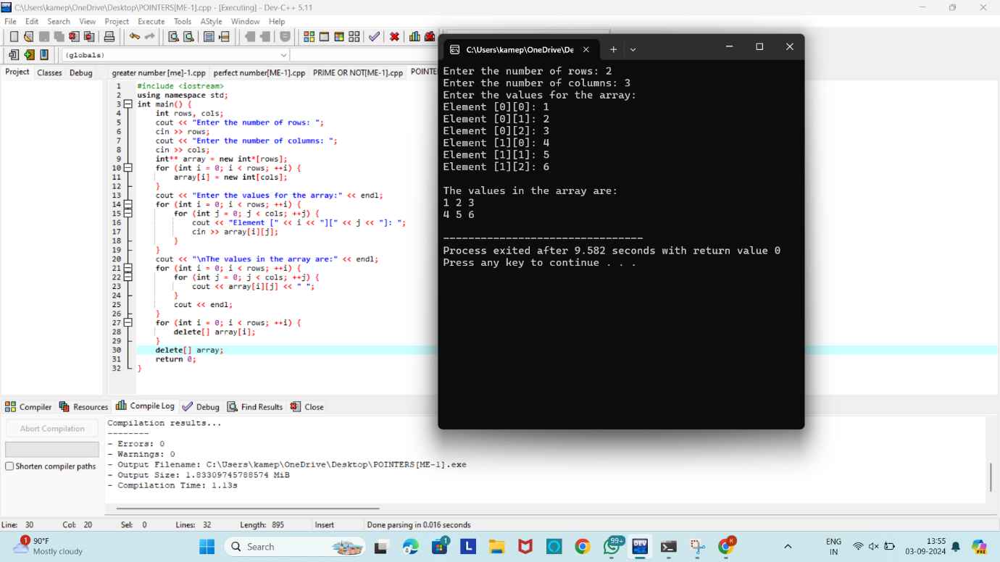 C:\Users\kamep\OneDrive\Desktop\POINTERS[ME-1].cpp - [Executing] - Dev-C++ 5.11
File Edit Search View Project Execute Tools AStyle Window Help
(globals)
Project Classes Debug
greater number [me]-1.cpp perfect number[ME-1].cpp PRIME OR NOT[ME-1].cpp POINTE
1 #include <iostream>
2 using namespace std;
3 int main() {
4 int rows, cols;
5 cout << "Enter the number of rows: ";
6 cin >> rows;
7 cout << "Enter the number of columns: ";
8 cin >> cols;
9 int** array = new int*[rows];
10 for (int i = 0; i < rows; ++i) {
11 array[i] = new int[cols];
12 }
13 cout << "Enter the values for the array:" << endl;
14 for (int i = 0; i < rows; ++i) {
15 for (int j = 0; j < cols; ++j) {
16 cout << "Element [" << i << "][" << j << "]: ";
17 cin >> array[i][j];
18 }
19 }
20 cout << "\nThe values in the array are:" << endl;
21 for (int i = 0; i < rows; ++i) {
22 for (int j = 0; j < cols; ++j) {
23 cout << array[i][j] << " ";
24 }
25 cout << endl;
26 }
27 for (int i = 0; i < rows; ++i) {
28 delete[] array[i];
29 }
30 delete[] array;
31 return 0;
32 }
C:\Users\kamep\OneDrive\De
Enter the number of rows: 2
Enter the number of columns: 3
Enter the values for the array:
Element [0][0]: 1
Element [0][1]: 2
Element [0][2]: 3
Element [1][0]: 4
Element [1][1]: 5
Element [1][2]: 6
The values in the array are:
1 2 3
4 5 6
--------------------------------
Process exited after 9.582 seconds with return value 0
Press any key to continue . . .
Compiler Resources Compile Log Debug Find Results Close
Abort Compilation
Shorten compiler paths
Compilation results...
--------
- Errors: 0
- Warnings: 0
- Output Filename: C:\Users\kamep\OneDrive\Desktop\POINTERS[ME-1].exe
- Output Size: 1.83309745788574 MiB
- Compilation Time: 1.13s
Line: 30 Col: 20 Sel: 0 Lines: 32 Length: 895 Insert Done parsing in 0.016 seconds
1
90°F
Mostly cloudy
Search
1
L
99+
DEV
K
ENG
IN
13:55
03-09-2024
PRE